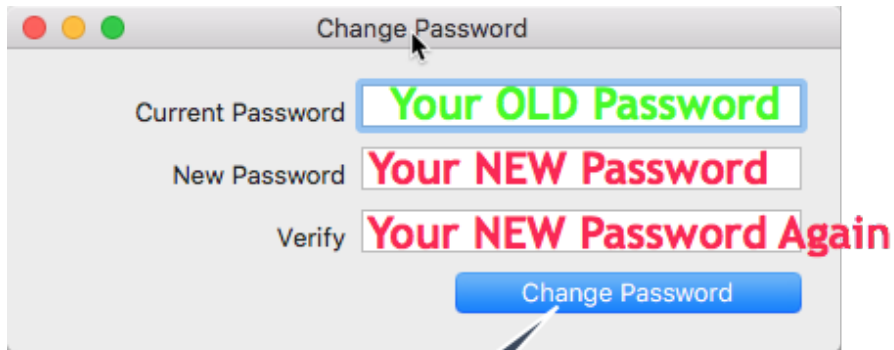 Change Password
Current Password Your OLD Password
New Password Your NEW Password
Verify Your NEW Password Again
Change Password